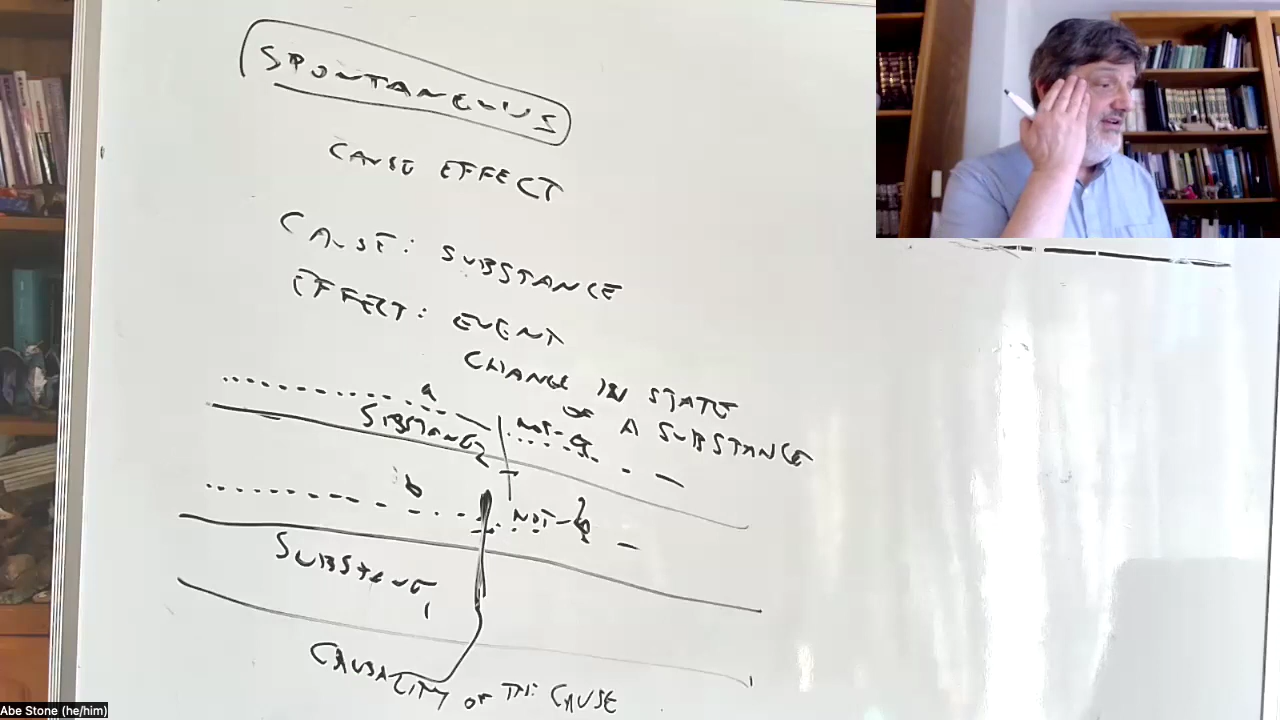 SPONTANEOUS
CAUSE EFFECT
CAUSE: SUBSTANCE
EFFECT: EVENT
CHANGE IN STATE
OF A SUBSTANCE
a
SUBSTANCE2
NOT-a
T
b
NOT-b
SUBSTANCE1
CAUSALITY OF THE CAUSE
Abe Stone (he/him)